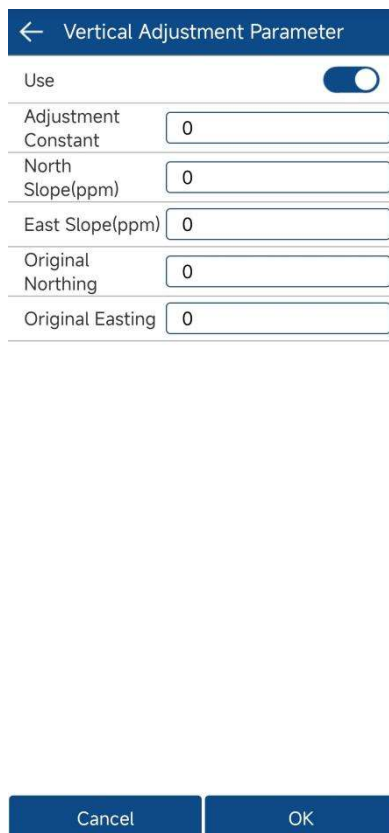 Vertical Adjustment Parameter
Use
Adjustment
Constant
0
North
Slope(ppm)
0
East Slope(ppm)
0
Original
Northing
0
Original Easting
0
Cancel
OK